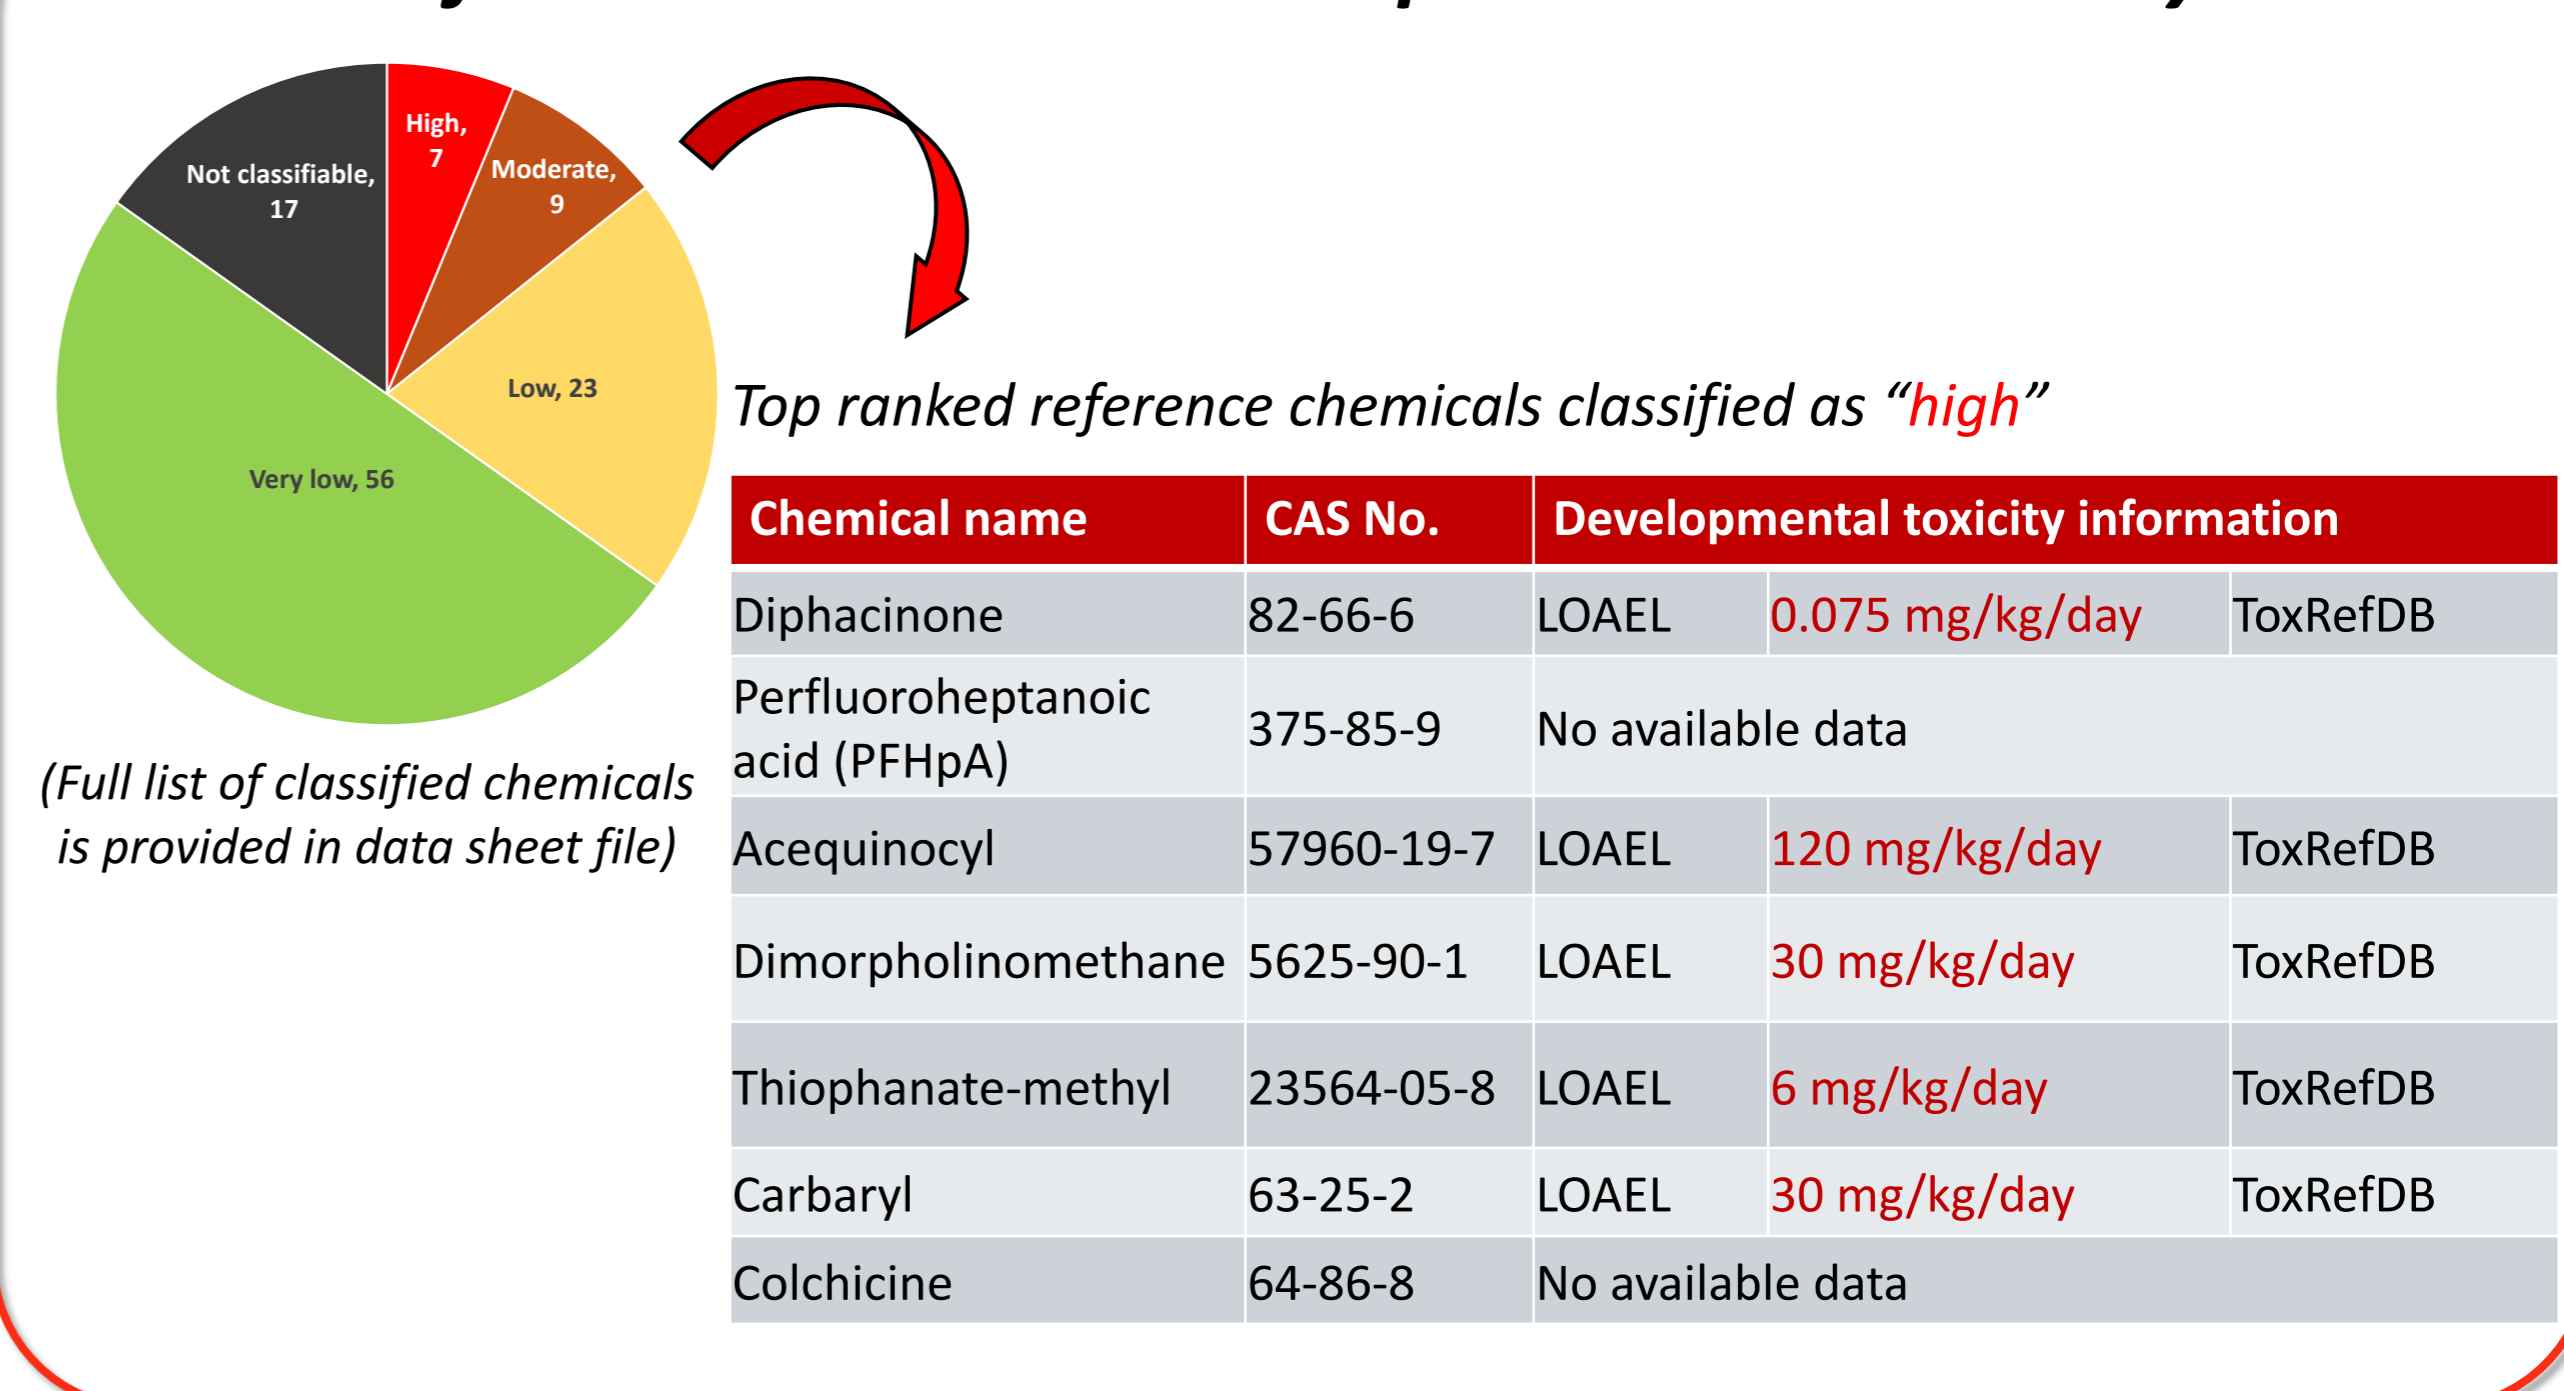 High,
7
Moderate,
9
Not classifiable,
17
Low, 23
Very low, 56
(Full list of classified chemicals
is provided in data sheet file)
Top ranked reference chemicals classified as “high”
Chemical name CAS No. Developmental toxicity information
Diphacinone 82-66-6 LOAEL 0.075 mg/kg/day ToxRefDB
Perfluoroheptanoic
acid (PFHpA) 375-85-9 No available data
Acequinocyl 57960-19-7 LOAEL 120 mg/kg/day ToxRefDB
Dimorpholinomethane 5625-90-1 LOAEL 30 mg/kg/day ToxRefDB
Thiophanate-methyl 23564-05-8 LOAEL 6 mg/kg/day ToxRefDB
Carbaryl 63-25-2 LOAEL 30 mg/kg/day ToxRefDB
Colchicine 64-86-8 No available data